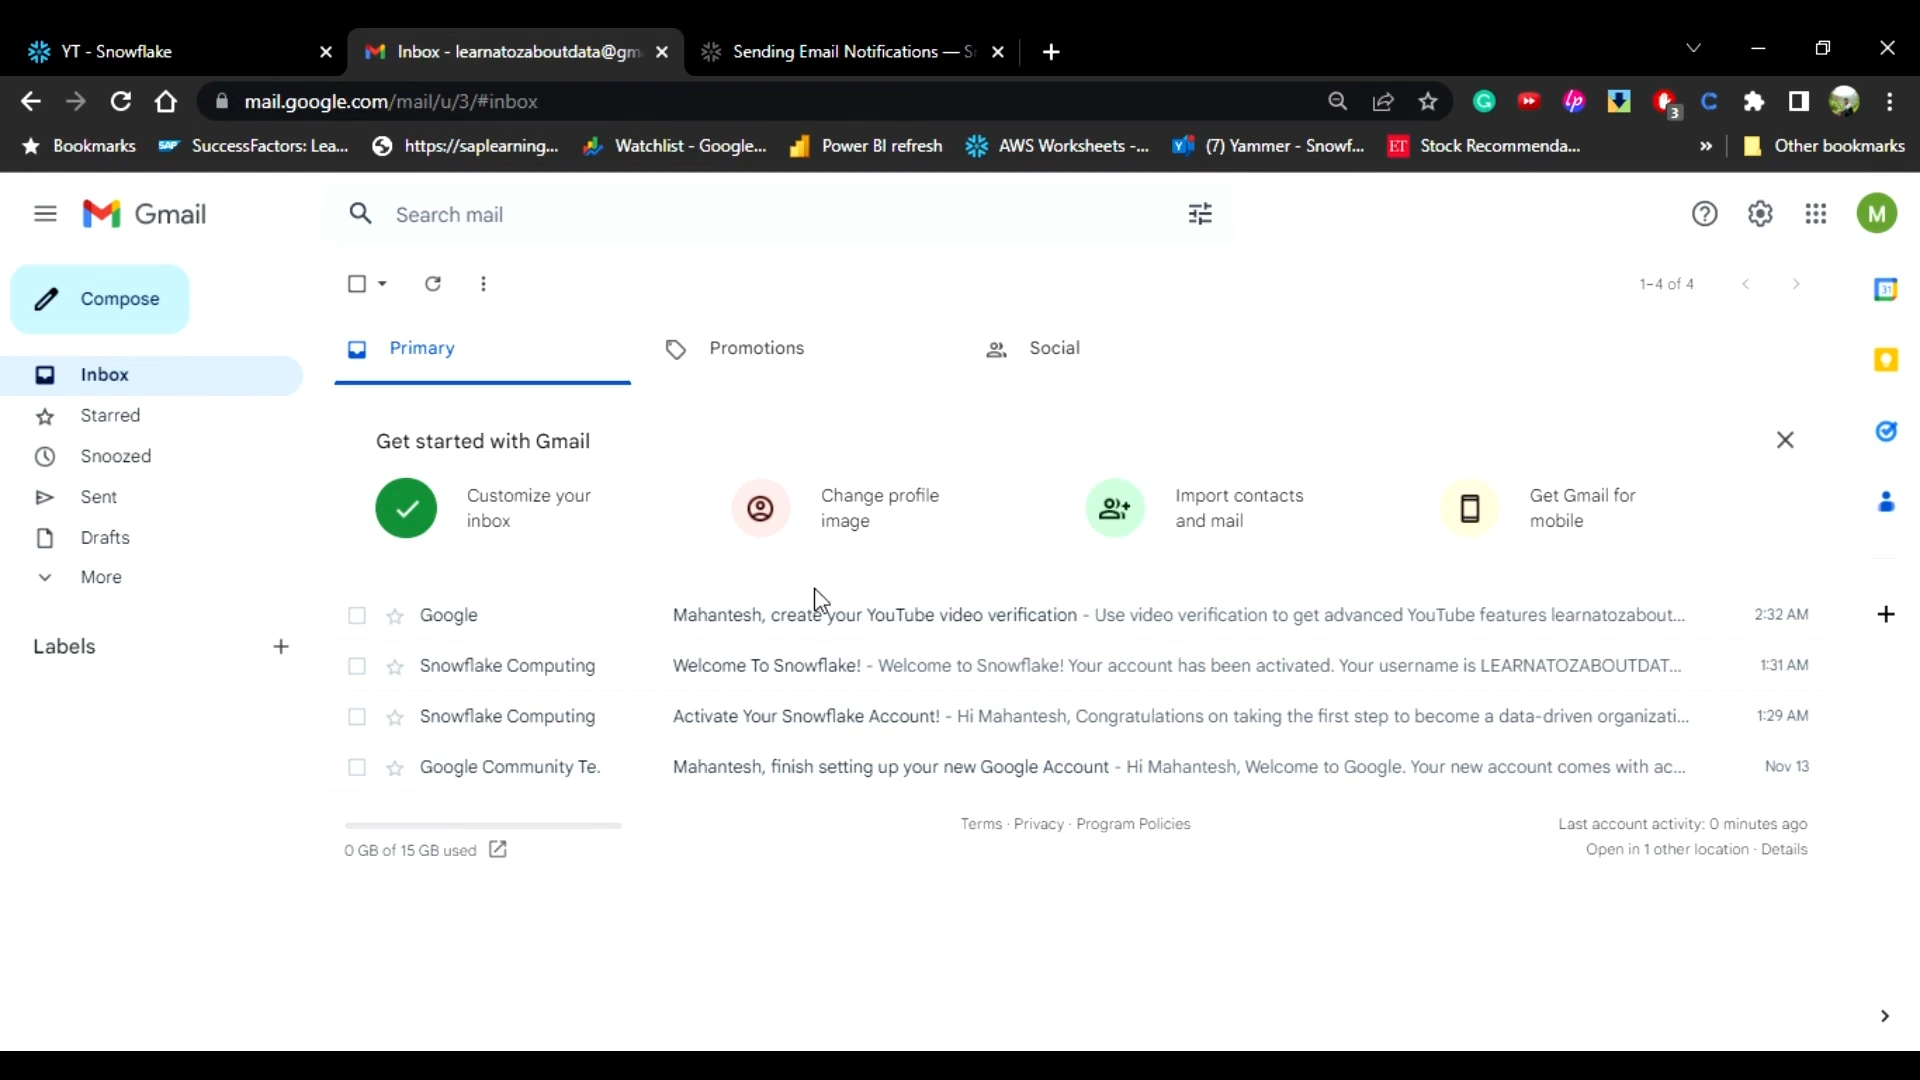 YT - Snowflake
Inbox - learnatozaboutdata@gm
Sending Email Notifications — S
mail.google.com/mail/u/3/#inbox
3
Bookmarks
SAP
SuccessFactors: Lea...
https://saplearning...
Watchlist - Google...
Power BI refresh
AWS Worksheets -...
(7) Yammer - Snowf...
ET
Stock Recommenda...
»
Other bookmarks
Gmail
Search mail
M
Compose
1–4 of 4
31
Primary
Promotions
Social
Inbox
Starred
Snoozed
Sent
Drafts
More
Labels
Get started with Gmail
Customize your
inbox
Change profile
image
Import contacts
and mail
Get Gmail for
mobile
Google Mahantesh, create your YouTube video verification - Use video verification to get advanced YouTube features learnatozabout... 2:32 AM
Snowflake Computing Welcome To Snowflake! - Welcome to Snowflake! Your account has been activated. Your username is LEARNATOZABOUTDAT... 1:31 AM
Snowflake Computing Activate Your Snowflake Account! - Hi Mahantesh, Congratulations on taking the first step to become a data-driven organizati... 1:29 AM
Google Community Te. Mahantesh, finish setting up your new Google Account - Hi Mahantesh, Welcome to Google. Your new account comes with ac... Nov 13
0 GB of 15 GB used
Terms · Privacy · Program Policies
Last account activity: 0 minutes ago
Open in 1 other location · Details